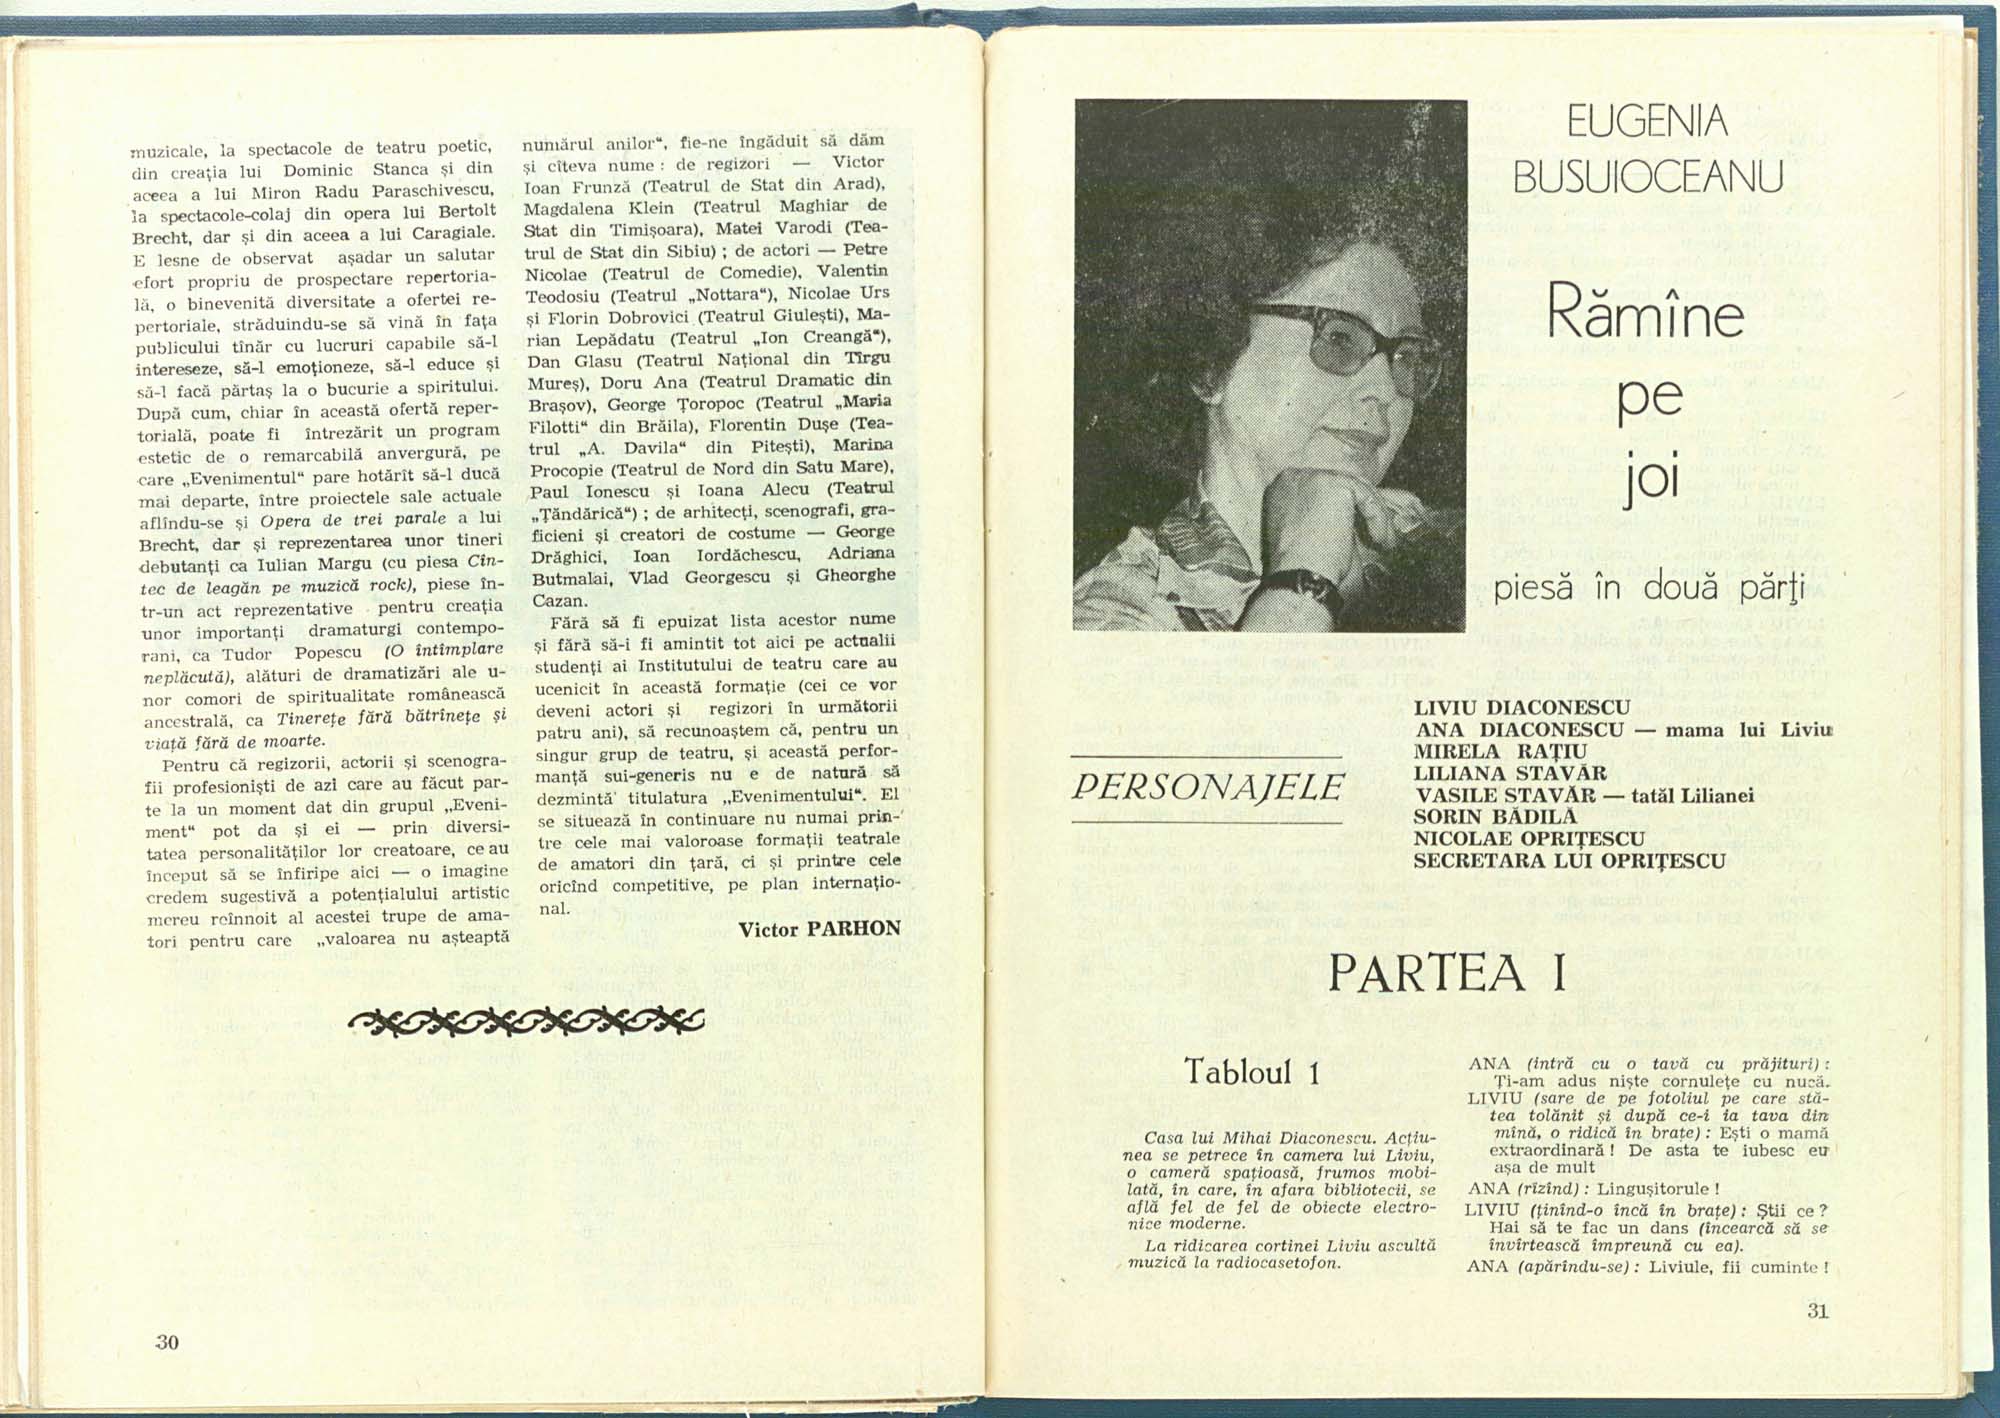 muzicale, la spectacole de teatru poetic,
din creația lui Dominic Stanca și din
aceea a lui Miron Radu Paraschivescu,
la spectacole-colaj din opera lui Bertolt
Brecht, dar și din aceea a lui Caragiale.
E lesne de observat așadar un salutar
efort propriu de prospectare repertoria-
lă, o binevenită diversitate a ofertei re-
pertoriale, străduindu-se să vină în fața
publicului tînăr cu lucruri capabile să-l
intereseze, să-l emoționeze, să-l educe și
să-l facă părtaș la o bucurie a spiritului.
După cum, chiar în această ofertă reper-
torială, poate fi întrezărit un program
estetic de o remarcabilă anvergură, pe
care „Evenimentul“ pare hotărît să-l ducă
mai departe, între proiectele sale actuale
aflîndu-se și Opera de trei parale a lui
Brecht, dar și reprezentarea unor tineri
debutanți ca Iulian Margu (cu piesa Cîn-
tec de leagăn pe muzică rock), piese în-
tr-un act reprezentative pentru creația
unor importanți dramaturgi contempo-
rani, ca Tudor Popescu (O întîmplare
neplăcută), alături de dramatizări ale u-
nor comori de spiritualitate românească
ancestrală, ca Tinerețe fără bătrînețe și
viață fără de moarte.
Pentru că regizorii, actorii și scenogra-
fii profesioniști de azi care au făcut par-
te la un moment dat din grupul „Eveni-
ment“ pot da și ei — prin diversi-
tatea personalităților lor creatoare, ce au
început să se înfiripe aici — o imagine
credem sugestivă a potențialului artistic
mereu reînnoit al acestei trupe de ama-
tori pentru care „valoarea nu așteaptă
numărul anilor“, fie-ne îngăduit să dăm
și cîteva nume : de regizori — Victor
Ioan Frunză (Teatrul de Stat din Arad),
Magdalena Klein (Teatrul Maghiar de
Stat din Timișoara), Matei Varodi (Tea-
trul de Stat din Sibiu) ; de actori — Petre
Nicolae (Teatrul de Comedie), Valentin
Teodosiu (Teatrul „Nottara“), Nicolae Urs
și Florin Dobrovici (Teatrul Giulești), Ma-
rian Lepădatu (Teatrul „Ion Creangă“),
Dan Glasu (Teatrul Național din Tîrgu
Mureș), Doru Ana (Teatrul Dramatic din
Brașov), George Țoropoc (Teatrul „Maria
Filotti“ din Brăila), Florentin Dușe (Tea-
trul „A. Davila“ din Pitești), Marina
Procopie (Teatrul de Nord din Satu Mare),
Paul Ionescu și Ioana Alecu (Teatrul
„Țăndărică“) ; de arhitecți, scenografi, gra-
ficieni și creatori de costume — George
Drăghici, Ioan Iordăchescu, Adriana
Butmalai, Vlad Georgescu și Gheorghe
Cazan.
Fără să fi epuizat lista acestor nume
și fără să-i fi amintit tot aici pe actualii
studenți ai Institutului de teatru care au
ucenicit în această formație (cei ce vor
deveni actori și regizori în următorii
patru ani), să recunoaștem că, pentru un
singur grup de teatru, și această perfor-
manță sui-generis nu e de natură să
dezmintă titulatura „Evenimentului“. El
se situează în continuare nu numai prin-
tre cele mai valoroase formații teatrale
de amatori din țară, ci și printre cele
oricînd competitive, pe plan internațio-
nal.
Victor PARHON
30
EUGENIA
BUSUIOCEANU
Rămîne
pe
joi
piesă în două părți
PERSONAJELE
LIVIU DIACONESCU
ANA DIACONESCU — mama lui Liviu
MIRELA RAȚIU
LILIANA STAVĂR
VASILE STAVĂR — tatăl Lilianei
SORIN BĂDILĂ
NICOLAE OPRIȚESCU
SECRETARA LUI OPRIȚESCU
PARTEA I
Tabloul 1
Casa lui Mihai Diaconescu. Acțiu-
nea se petrece în camera lui Liviu,
o cameră spațioasă, frumos mobi-
lată, în care, în afara bibliotecii, se
află fel de fel de obiecte electro-
nice moderne.
La ridicarea cortinei Liviu ascultă
muzică la radiocasetofon.
ANA (intră cu o tavă cu prăjituri) :
Ți-am adus niște cornulețe cu nucă.
LIVIU (sare de pe fotoliul pe care stă-
tea tolănit și după ce-i ia tava din
mînă, o ridică în brațe) : Ești o mamă
extraordinară ! De asta te iubesc eu
așa de mult
ANA (rîzînd) : Lingușitorule !
LIVIU (ținînd-o încă în brațe) : Știi ce ?
Hai să te fac un dans (încearcă să se
învîrtească împreună cu ea).
ANA (apărîndu-se) : Liviule, fii cuminte !
31